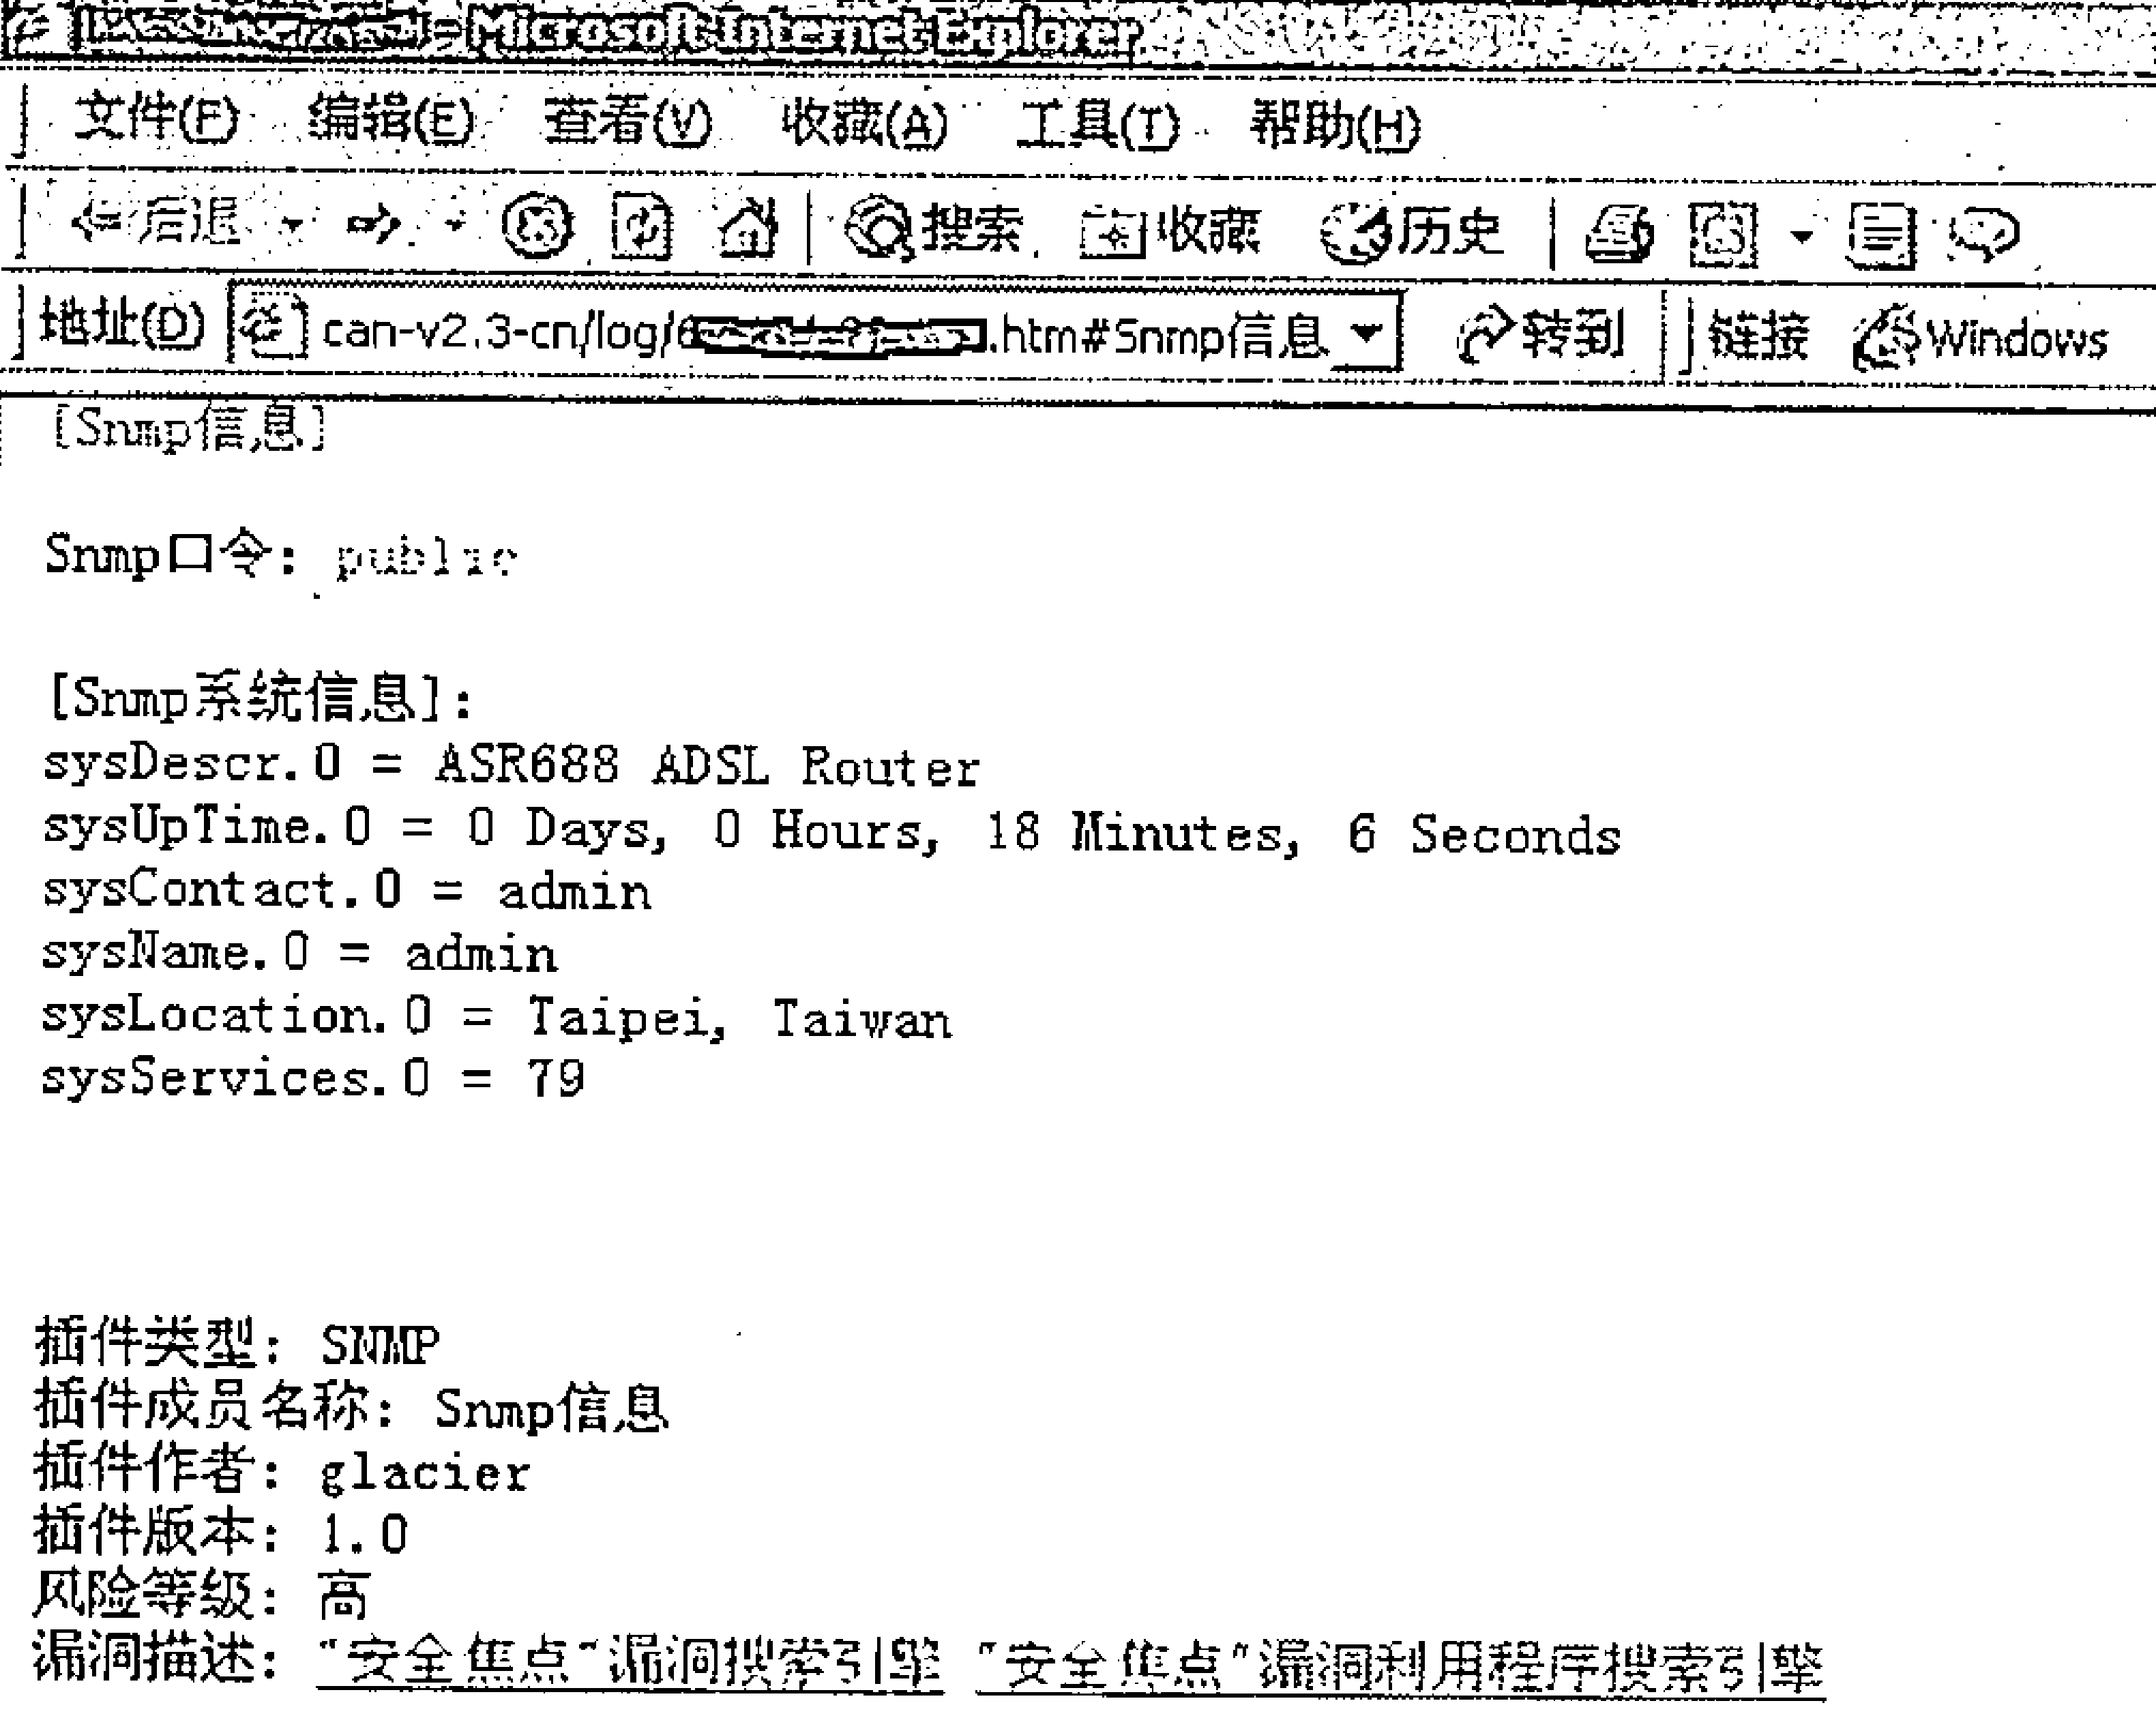 Microsoft Internet Explorer
文件(F) 编辑(E) 查看(V) 收藏(A) 工具(T) 帮助(H)
后退 搜索 收藏 历史
地址(D) can-v2.3-cn/log/6 .htm#Snmp信息 转到 链接 Windows
[Snmp信息]
Snmp口令: public
[Snmp系统信息]:
sysDescr.0 = ASR688 ADSL Router
sysUpTime.0 = 0 Days, 0 Hours, 18 Minutes, 6 Seconds
sysContact.0 = admin
sysName.0 = admin
sysLocation.0 = Taipei, Taiwan
sysServices.0 = 79
插件类型: SNMP
插件成员名称: Snmp信息
插件作者: glacier
插件版本: 1.0
风险等级: 高
漏洞描述: "安全焦点"漏洞搜索引擎 "安全焦点"漏洞利用程序搜索引擎